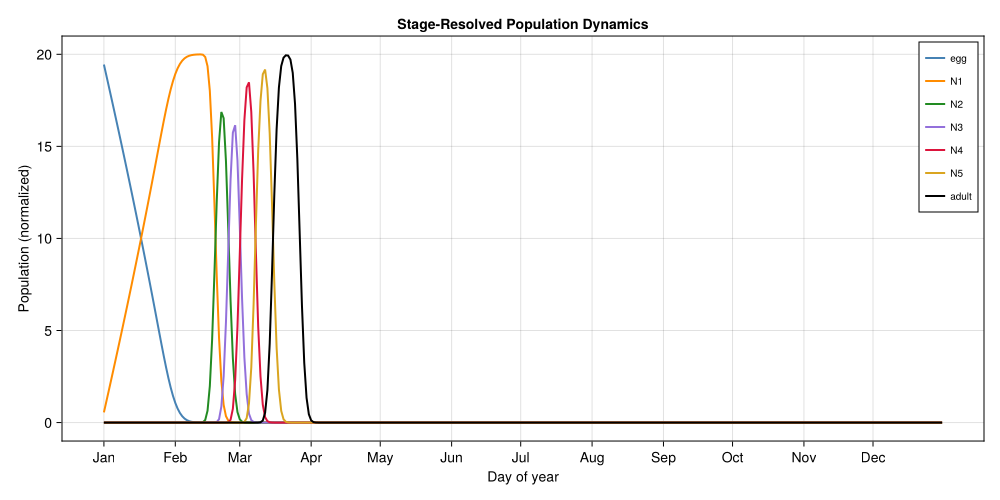 Stage-Resolved Population Dynamics
Population (normalized)
20
15
10
5
0
egg
N1
N2
N3
N4
N5
adult
Jan Feb Mar Apr May Jun Jul Aug Sep Oct Nov Dec
Day of year